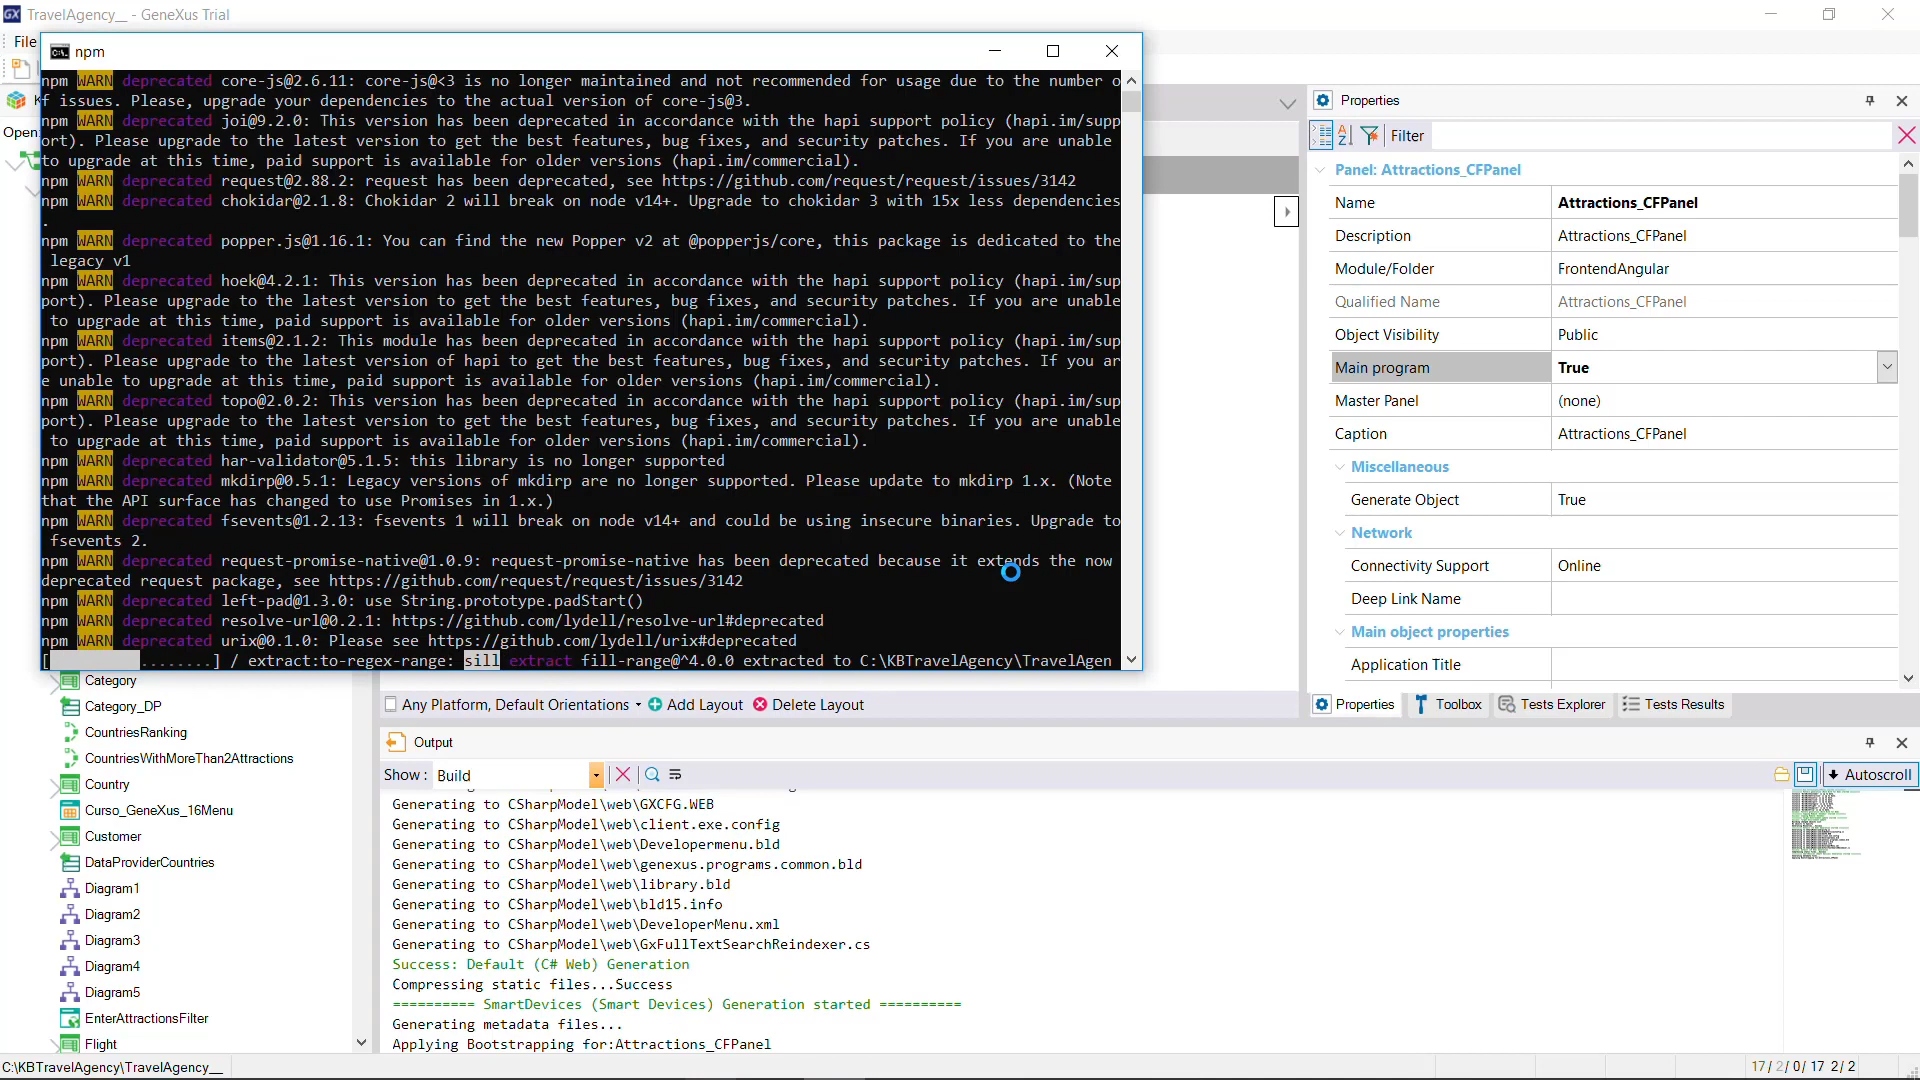 TravelAgency__ - GeneXus Trial
File
npm
npm WARN deprecated core-js@2.6.11: core-js@<3 is no longer maintained and not recommended for usage due to the number o
f issues. Please, upgrade your dependencies to the actual version of core-js@3.
npm WARN deprecated joi@9.2.0: This version has been deprecated in accordance with the hapi support policy (hapi.im/supp
ort). Please upgrade to the latest version to get the best features, bug fixes, and security patches. If you are unable
to upgrade at this time, paid support is available for older versions (hapi.im/commercial).
npm WARN deprecated request@2.88.2: request has been deprecated, see https://github.com/request/request/issues/3142
npm WARN deprecated chokidar@2.1.8: Chokidar 2 will break on node v14+. Upgrade to chokidar 3 with 15x less dependencies
.
npm WARN deprecated popper.js@1.16.1: You can find the new Popper v2 at @popperjs/core, this package is dedicated to the
legacy v1
npm WARN deprecated hoek@4.2.1: This version has been deprecated in accordance with the hapi support policy (hapi.im/sup
port). Please upgrade to the latest version to get the best features, bug fixes, and security patches. If you are unable
to upgrade at this time, paid support is available for older versions (hapi.im/commercial).
npm WARN deprecated items@2.1.2: This module has been deprecated in accordance with the hapi support policy (hapi.im/sup
port). Please upgrade to the latest version of hapi to get the best features, bug fixes, and security patches. If you ar
e unable to upgrade at this time, paid support is available for older versions (hapi.im/commercial).
npm WARN deprecated topo@2.0.2: This version has been deprecated in accordance with the hapi support policy (hapi.im/sup
port). Please upgrade to the latest version to get the best features, bug fixes, and security patches. If you are unable
to upgrade at this time, paid support is available for older versions (hapi.im/commercial).
npm WARN deprecated har-validator@5.1.5: this library is no longer supported
npm WARN deprecated mkdirp@0.5.1: Legacy versions of mkdirp are no longer supported. Please update to mkdirp 1.x. (Note
that the API surface has changed to use Promises in 1.x.)
npm WARN deprecated fsevents@1.2.13: fsevents 1 will break on node v14+ and could be using insecure binaries. Upgrade to
fsevents 2.
npm WARN deprecated request-promise-native@1.0.9: request-promise-native has been deprecated because it extends the now
deprecated request package, see https://github.com/request/request/issues/3142
npm WARN deprecated left-pad@1.3.0: use String.prototype.padStart()
npm WARN deprecated resolve-url@0.2.1: https://github.com/lydell/resolve-url#deprecated
npm WARN deprecated urix@0.1.0: Please see https://github.com/lydell/urix#deprecated
[ ........] / extract:to-regex-range: sill extract fill-range@^4.0.0 extracted to C:\KBTravelAgency\TravelAgen
Open:
Category
Category_DP
CountriesRanking
CountriesWithMoreThan2Attractions
Country
Curso_GeneXus_16Menu
Customer
DataProviderCountries
Diagram1
Diagram2
Diagram3
Diagram4
Diagram5
EnterAttractionsFilter
Flight
Any Platform, Default Orientations Add Layout Delete Layout
Output
Show: Build
Autoscroll
Generating to CSharpModel\web\GXCFG.WEB
Generating to CSharpModel\web\client.exe.config
Generating to CSharpModel\web\Developermenu.bld
Generating to CSharpModel\web\genexus.programs.common.bld
Generating to CSharpModel\web\library.bld
Generating to CSharpModel\web\bld15.info
Generating to CSharpModel\web\DeveloperMenu.xml
Generating to CSharpModel\web\GxFullTextSearchReindexer.cs
Success: Default (C# Web) Generation
Compressing static files...Success
========== SmartDevices (Smart Devices) Generation started ==========
Generating metadata files...
Applying Bootstrapping for:Attractions_CFPanel
Properties
Filter
Panel: Attractions_CFPanel
Name Attractions_CFPanel
Description Attractions_CFPanel
Module/Folder FrontendAngular
Qualified Name Attractions_CFPanel
Object Visibility Public
Main program True
Master Panel (none)
Caption Attractions_CFPanel
Miscellaneous
Generate Object True
Network
Connectivity Support Online
Deep Link Name
Main object properties
Application Title
Properties Toolbox Tests Explorer Tests Results
C:\KBTravelAgency\TravelAgency__
17/ 2/ 0/ 17 2/ 2